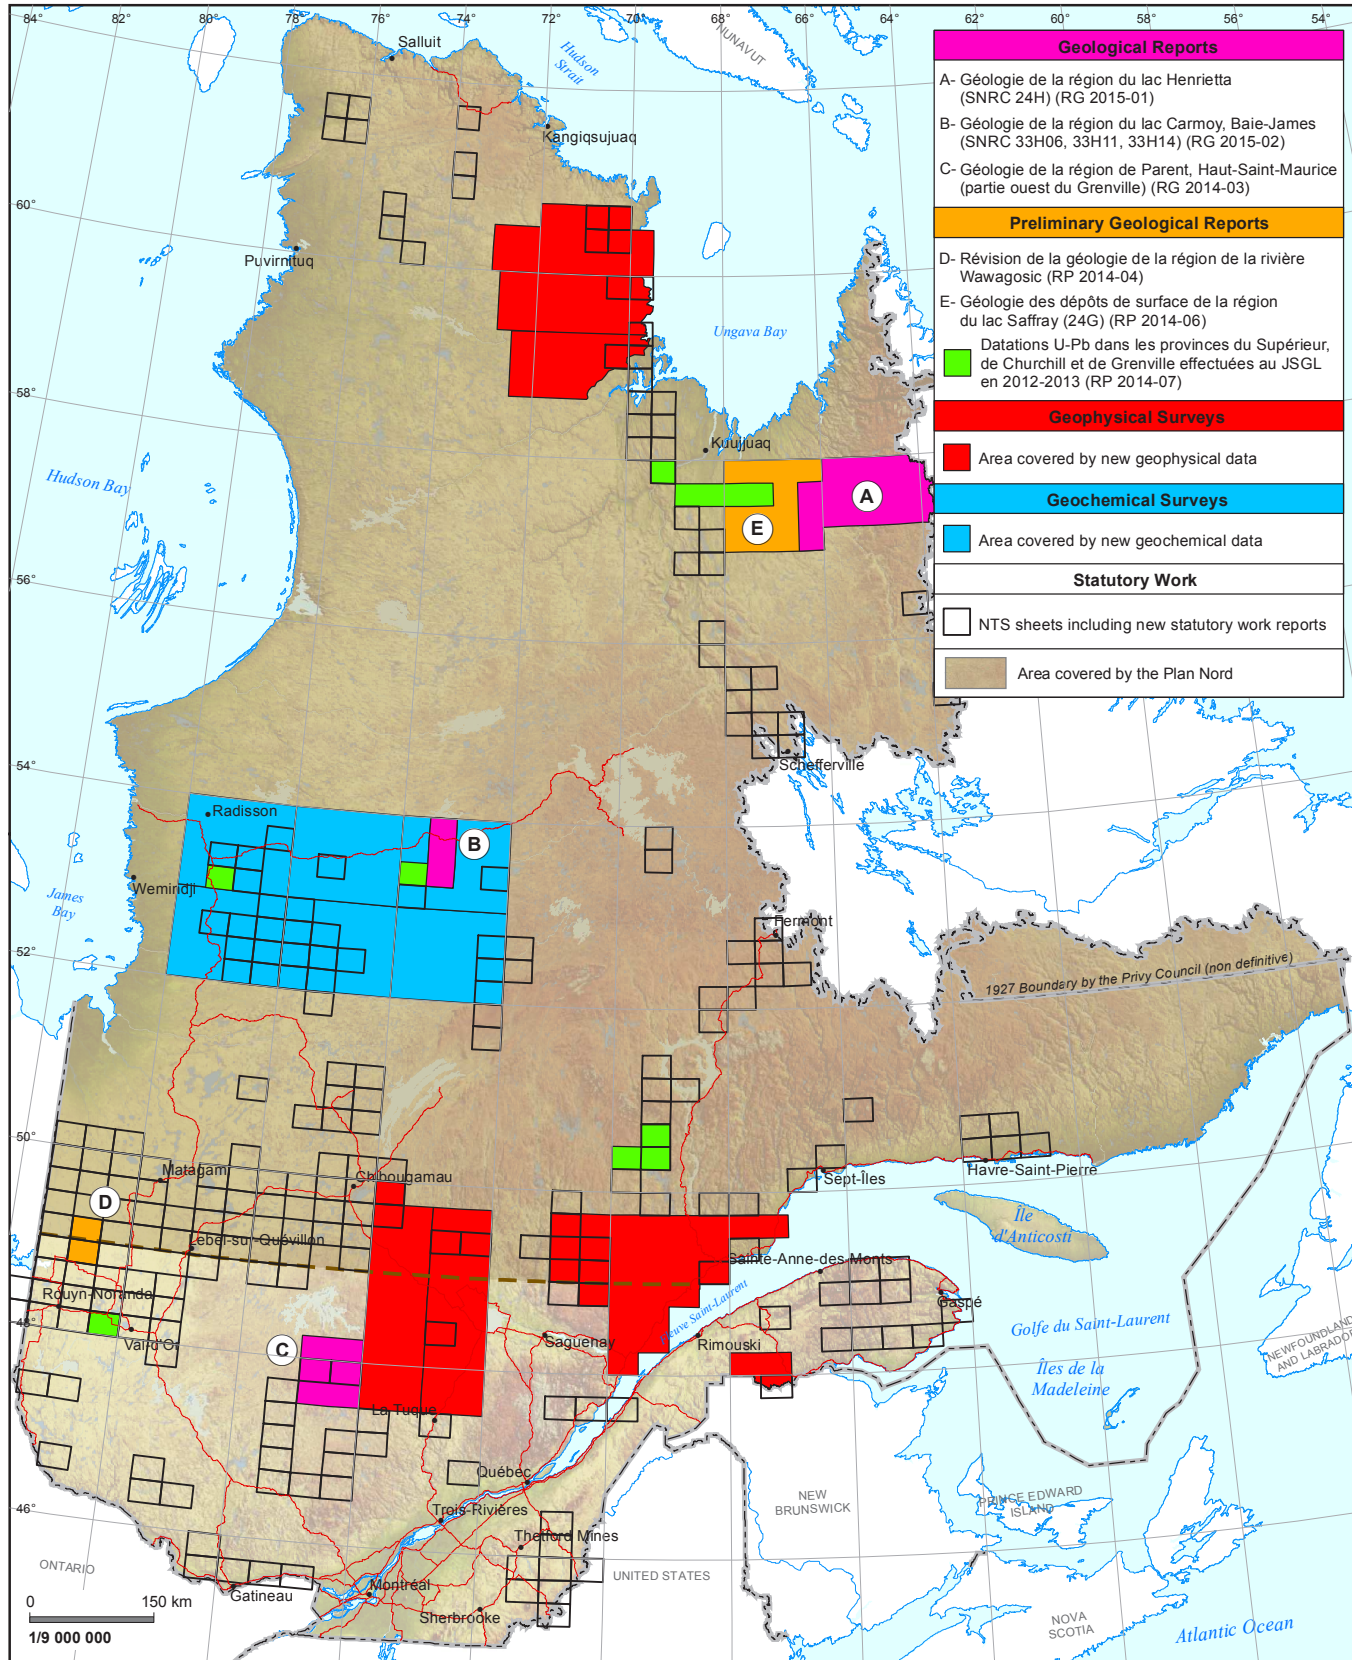 84°
82°
80°
78°
76°
74°
72°
70°
68°
66°
64°
62°
60°
58°
56°
54°
60°
58°
56°
54°
52°
50°
48°
46°
Geological Reports
A- Géologie de la région du lac Henrietta
(SNRC 24H) (RG 2015-01)
B- Géologie de la région du lac Carmoy, Baie-James
(SNRC 33H06, 33H11, 33H14) (RG 2015-02)
C- Géologie de la région de Parent, Haut-Saint-Maurice
(partie ouest du Grenville) (RG 2014-03)
Preliminary Geological Reports
D- Révision de la géologie de la région de la rivière
Wawagosic (RP 2014-04)
E- Géologie des dépôts de surface de la région
du lac Saffray (24G) (RP 2014-06)
Datations U-Pb dans les provinces du Supérieur,
de Churchill et de Grenville effectuées au JSGL
en 2012-2013 (RP 2014-07)
Geophysical Surveys
Area covered by new geophysical data
Geochemical Surveys
Area covered by new geochemical data
Statutory Work
NTS sheets including new statutory work reports
Area covered by the Plan Nord
Salluit
Hudson
Strait
NUNAVUT
Kangiqsujuaq
Puvirnituq
Ungava Bay
Kuujjuaq
Hudson Bay
A
E
Schefferville
Radisson
B
Wemindji
James
Bay
Fermont
1927 Boundary by the Privy Council (non definitive)
Matagami
Chibougamau
D
Lebel-sur-Quévillon
Sept-Îles
Havre-Saint-Pierre
Île
d'Anticosti
Sainte-Anne-des-Monts
Gaspé
Rouyn-Noranda
Val-d'Or
C
Saguenay
Fleuve Saint-Laurent
Rimouski
Golfe du Saint-Laurent
Îles de la
Madeleine
NEWFOUNDLAND
AND LABRADOR
La Tuque
Québec
Trois-Rivières
Thetford Mines
NEW
BRUNSWICK
PRINCE EDWARD
ISLAND
ONTARIO
UNITED STATES
Gatineau
Montréal
Sherbrooke
NOVA
SCOTIA
Atlantic Ocean
0 150 km
1/9 000 000